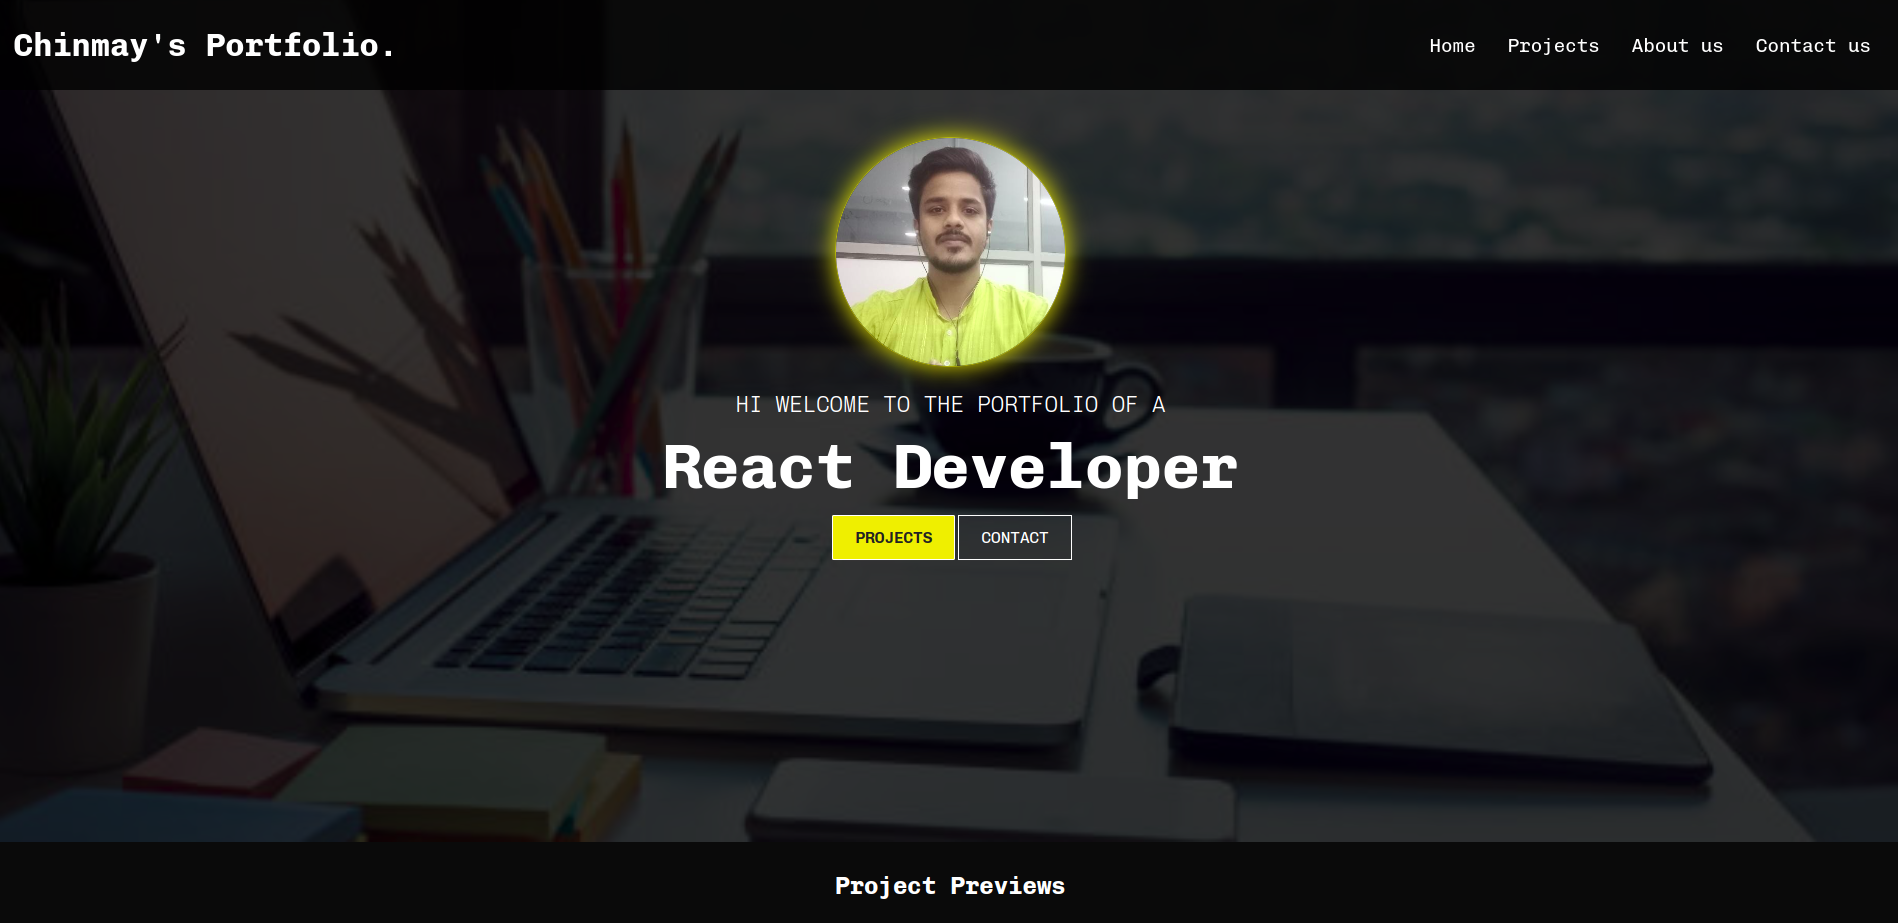 Chinmay's Portfolio.
Home Projects About us Contact us
HI WELCOME TO THE PORTFOLIO OF A
React Developer
PROJECTS CONTACT
Project Previews